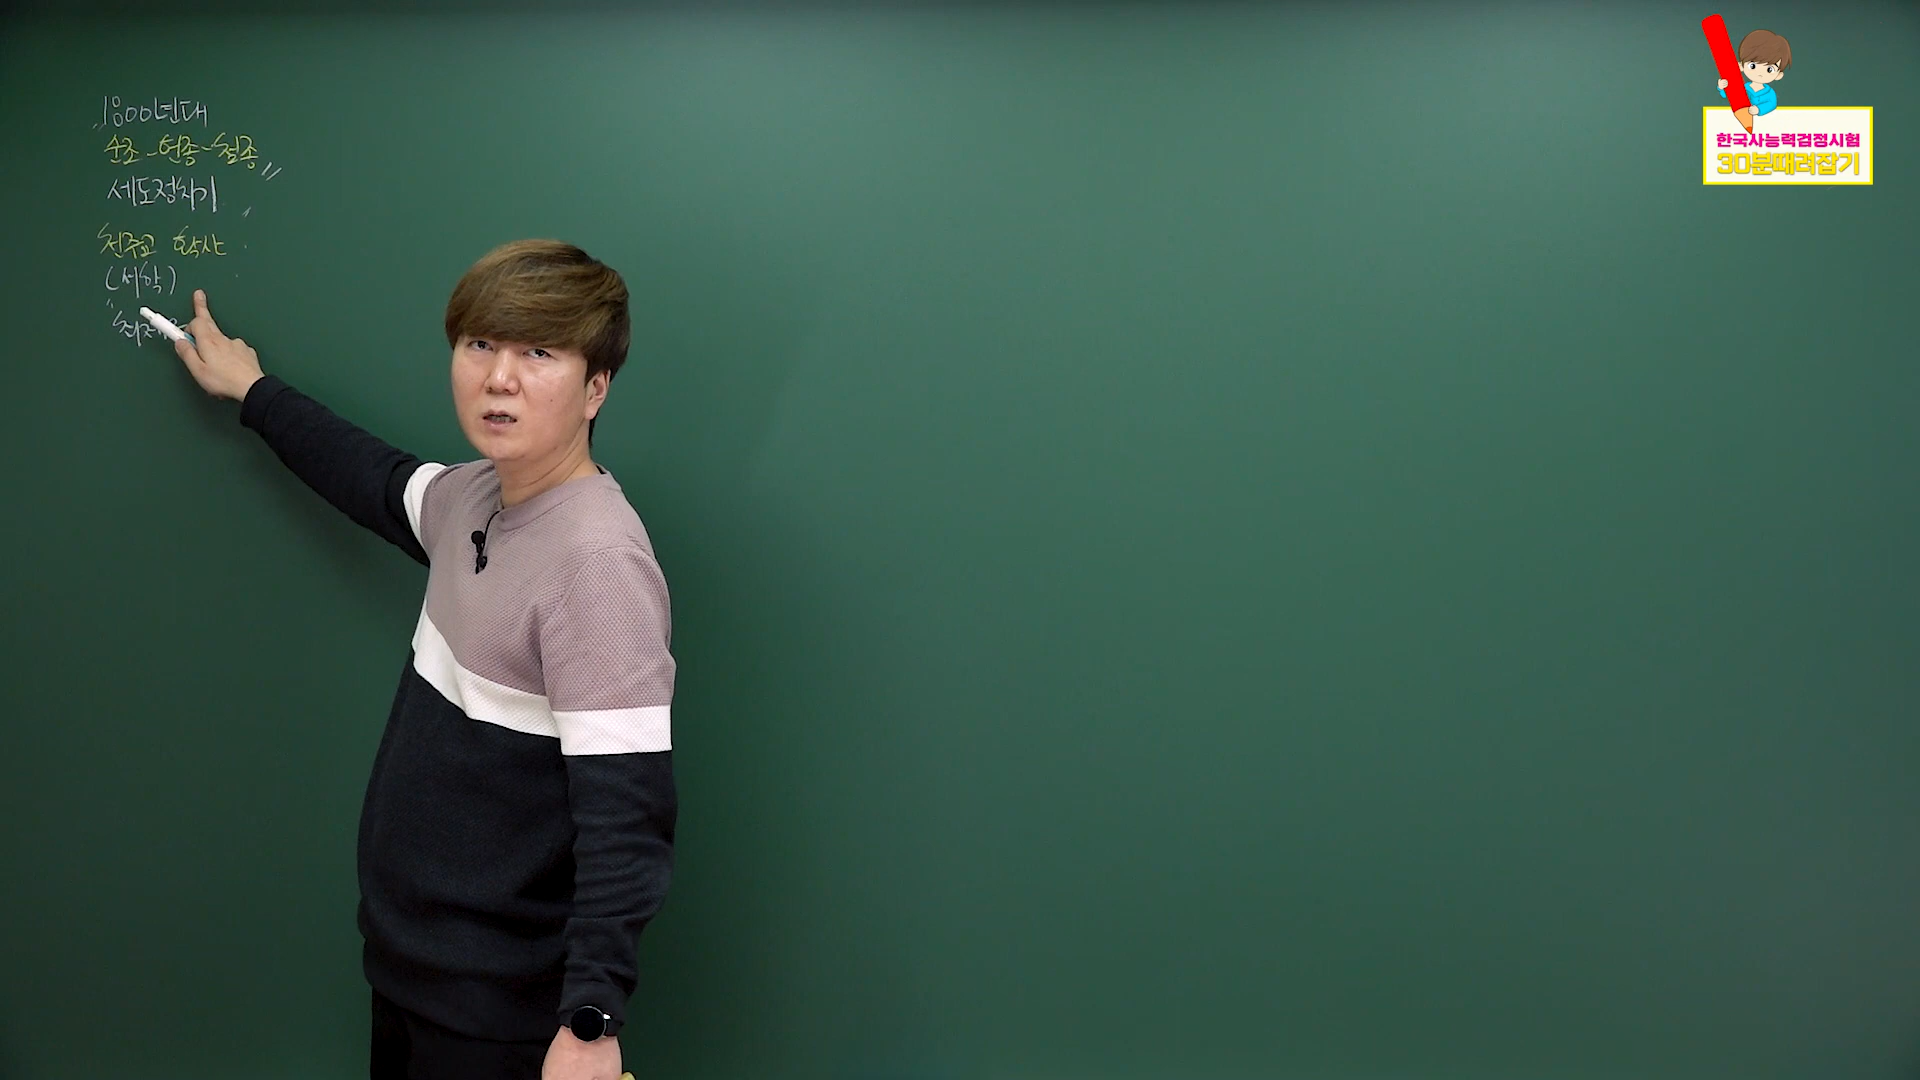 1800년대
순조-헌종-철종
세도정치기
천주교 확산
(서학)
한국사능력검정시험
30분때려잡기